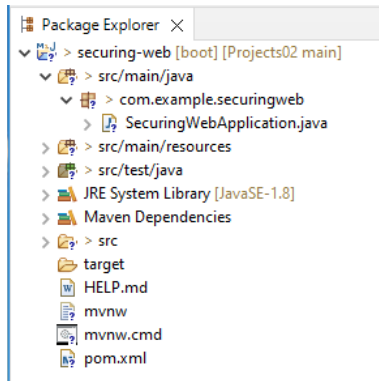 Package Explorer
> securing-web [boot] [Projects02 main]
> src/main/java
> com.example.securingweb
SecuringWebApplication.java
> src/main/resources
> src/test/java
JRE System Library [JavaSE-1.8]
Maven Dependencies
> src
target
HELP.md
mvnw
mvnw.cmd
pom.xml